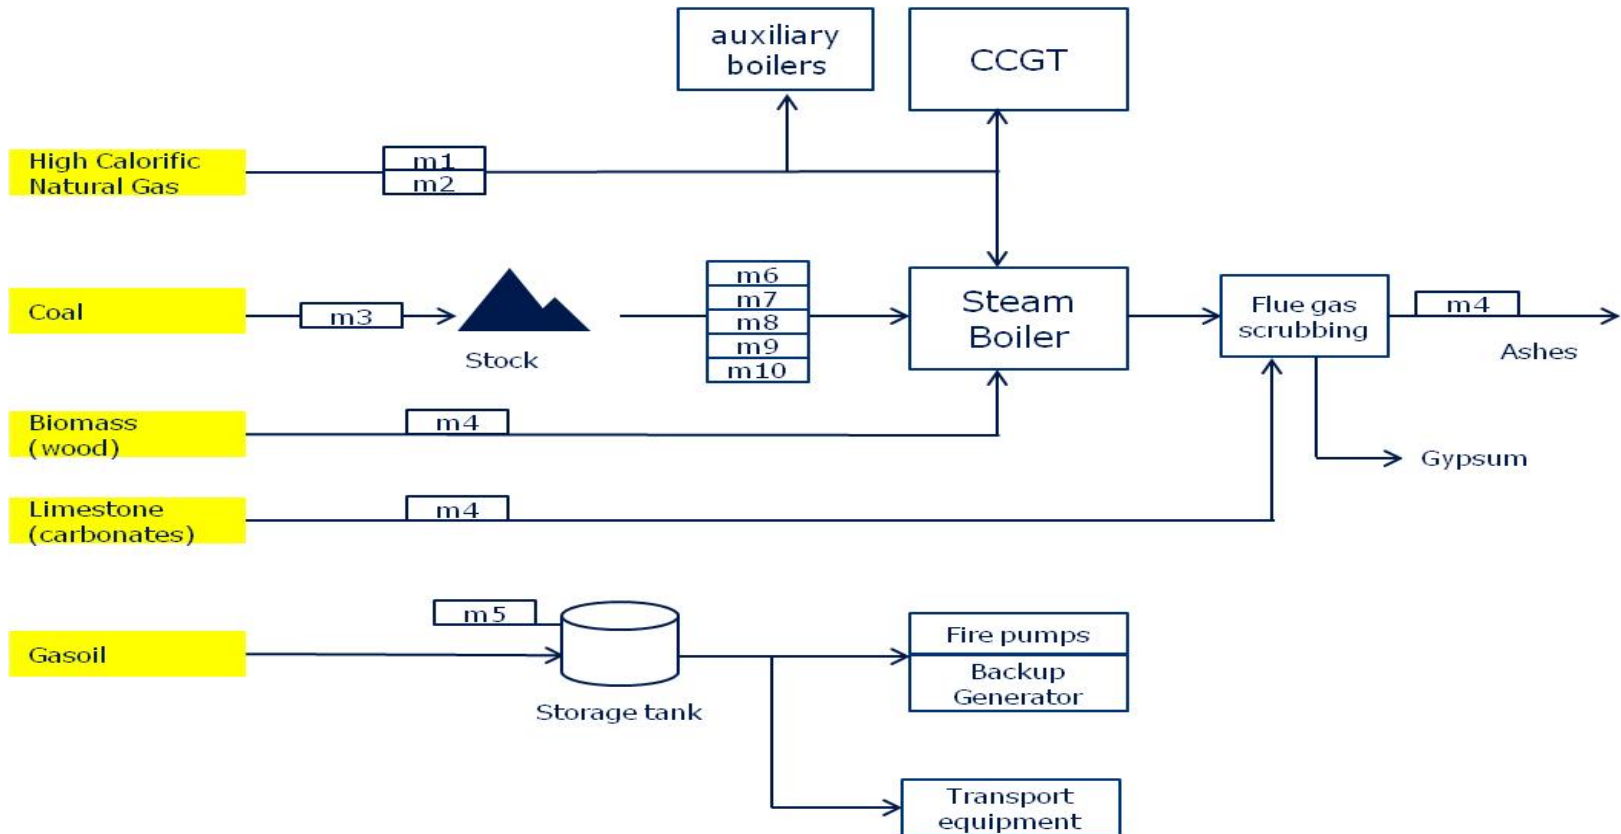 auxiliary
boilers
CCGT
High Calorific
Natural Gas
m1
m2
Coal
m3
Stock
m6
m7
m8
m9
m10
Steam
Boiler
Flue gas
scrubbing
m4
Ashes
Biomass
(wood)
m4
Gypsum
Limestone
(carbonates)
m4
Gasoil
m5
Storage tank
Fire pumps
Backup
Generator
Transport
equipment